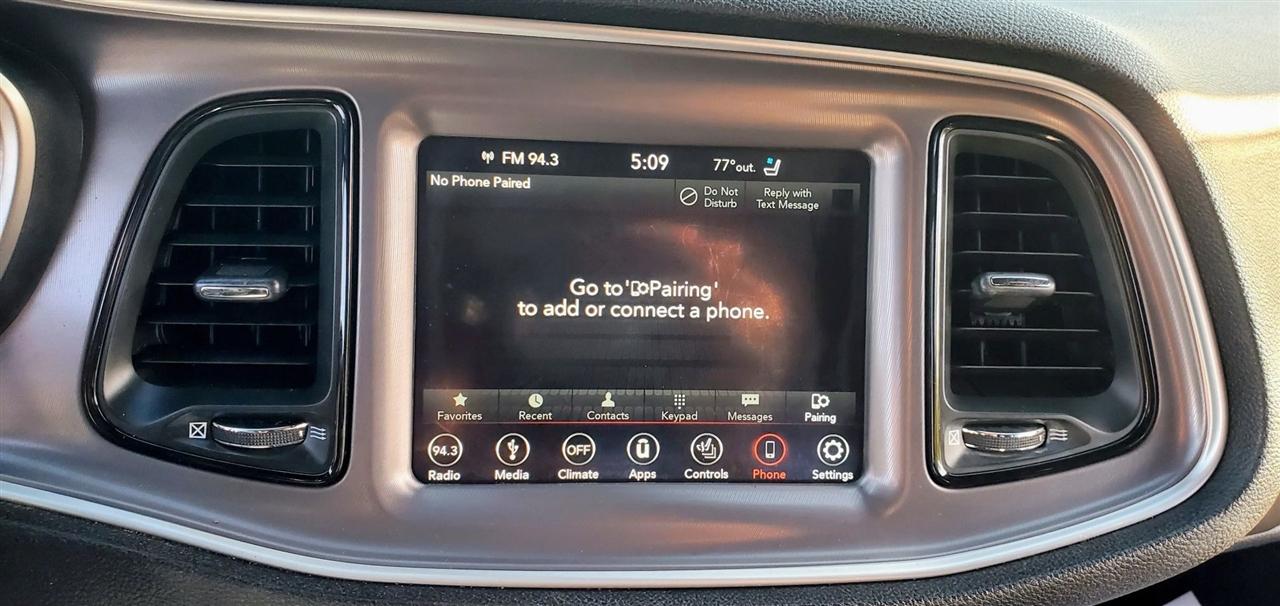 FM 94.3 5:09 77°out.
No Phone Paired
Do Not
Disturb
Reply with
Text Message
Go to 'Pairing'
to add or connect a phone.
Favorites Recent Contacts Keypad Messages Pairing
94.3 OFF
Radio Media Climate Apps Controls Phone Settings